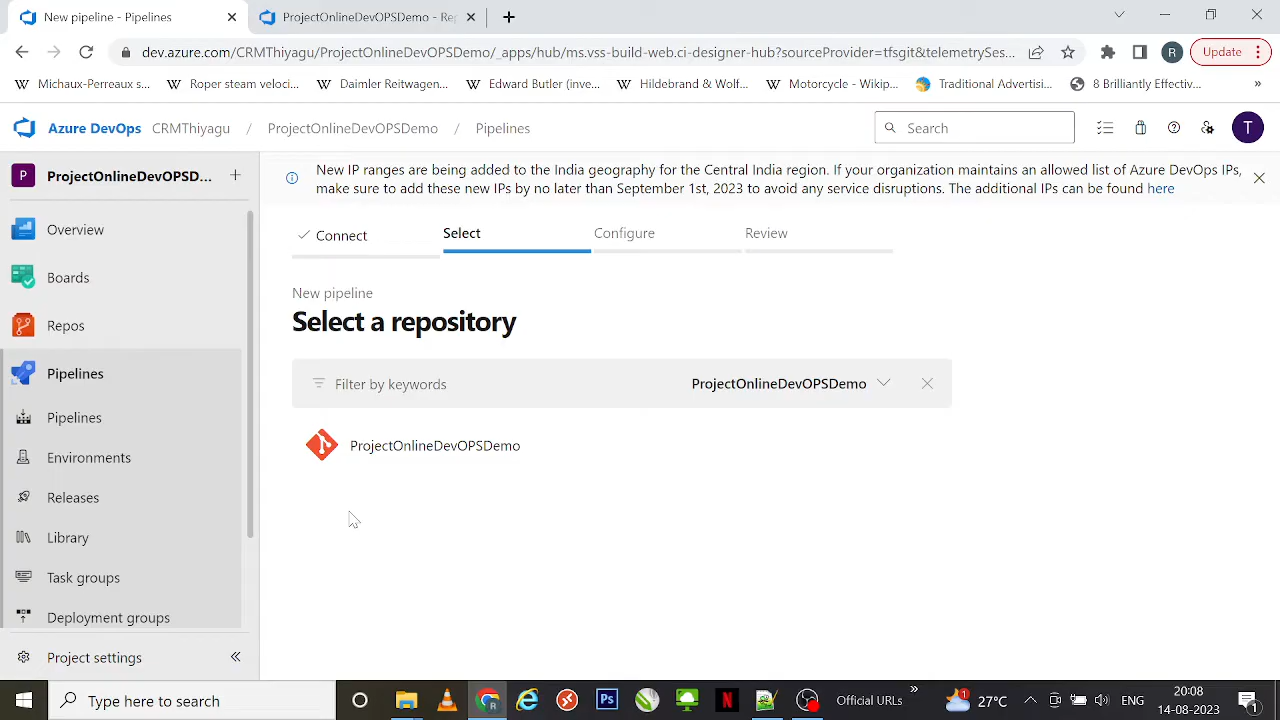 New pipeline - Pipelines
ProjectOnlineDevOPSDemo - Re
dev.azure.com/CRMThiyagu/ProjectOnlineDevOPSDemo/_apps/hub/ms.vss-build-web.ci-designer-hub?sourceProvider=tfsgit&telemetrySes...
R
Update
Michaux-Perreaux s...
Roper steam veloci...
Daimler Reitwagen...
Edward Butler (inve...
Hildebrand & Wolf...
Motorcycle - Wikip...
Traditional Advertisi...
8 Brilliantly Effectiv...
»
Azure DevOps CRMThiyagu / ProjectOnlineDevOPSDemo / Pipelines
Search
T
P ProjectOnlineDevOPSD... +
New IP ranges are being added to the India geography for the Central India region. If your organization maintains an allowed list of Azure DevOps IPs,
make sure to add these new IPs by no later than September 1st, 2023 to avoid any service disruptions. The additional IPs can be found here
Overview
Boards
Repos
Pipelines
Pipelines
Environments
Releases
Library
Task groups
Deployment groups
Project settings
Connect
Select
Configure
Review
New pipeline
Select a repository
Filter by keywords
ProjectOnlineDevOPSDemo
ProjectOnlineDevOPSDemo
Type here to search
R
Ps
N
Official URLs
»
1
27°C
ENG
20:08
14-08-2023
1